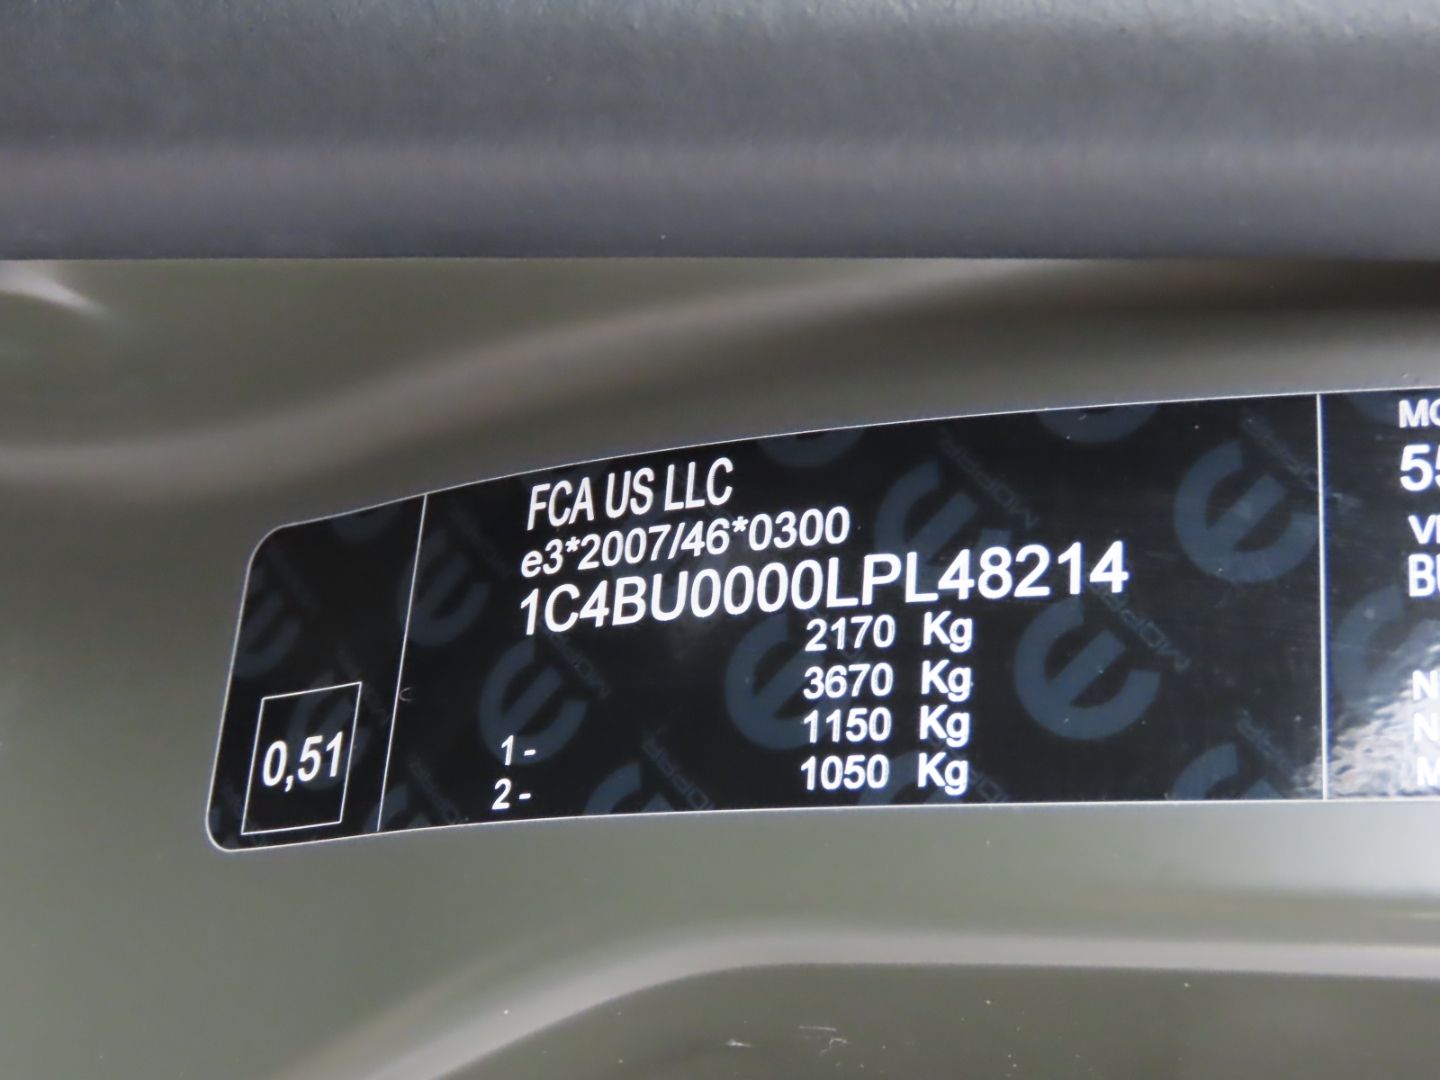 FCA US LLC
e3*2007/46*0300
1C4BU0000LPL48214
2170 Kg
3670 Kg
1 - 1150 Kg
2 - 1050 Kg
0,51
MOPAR